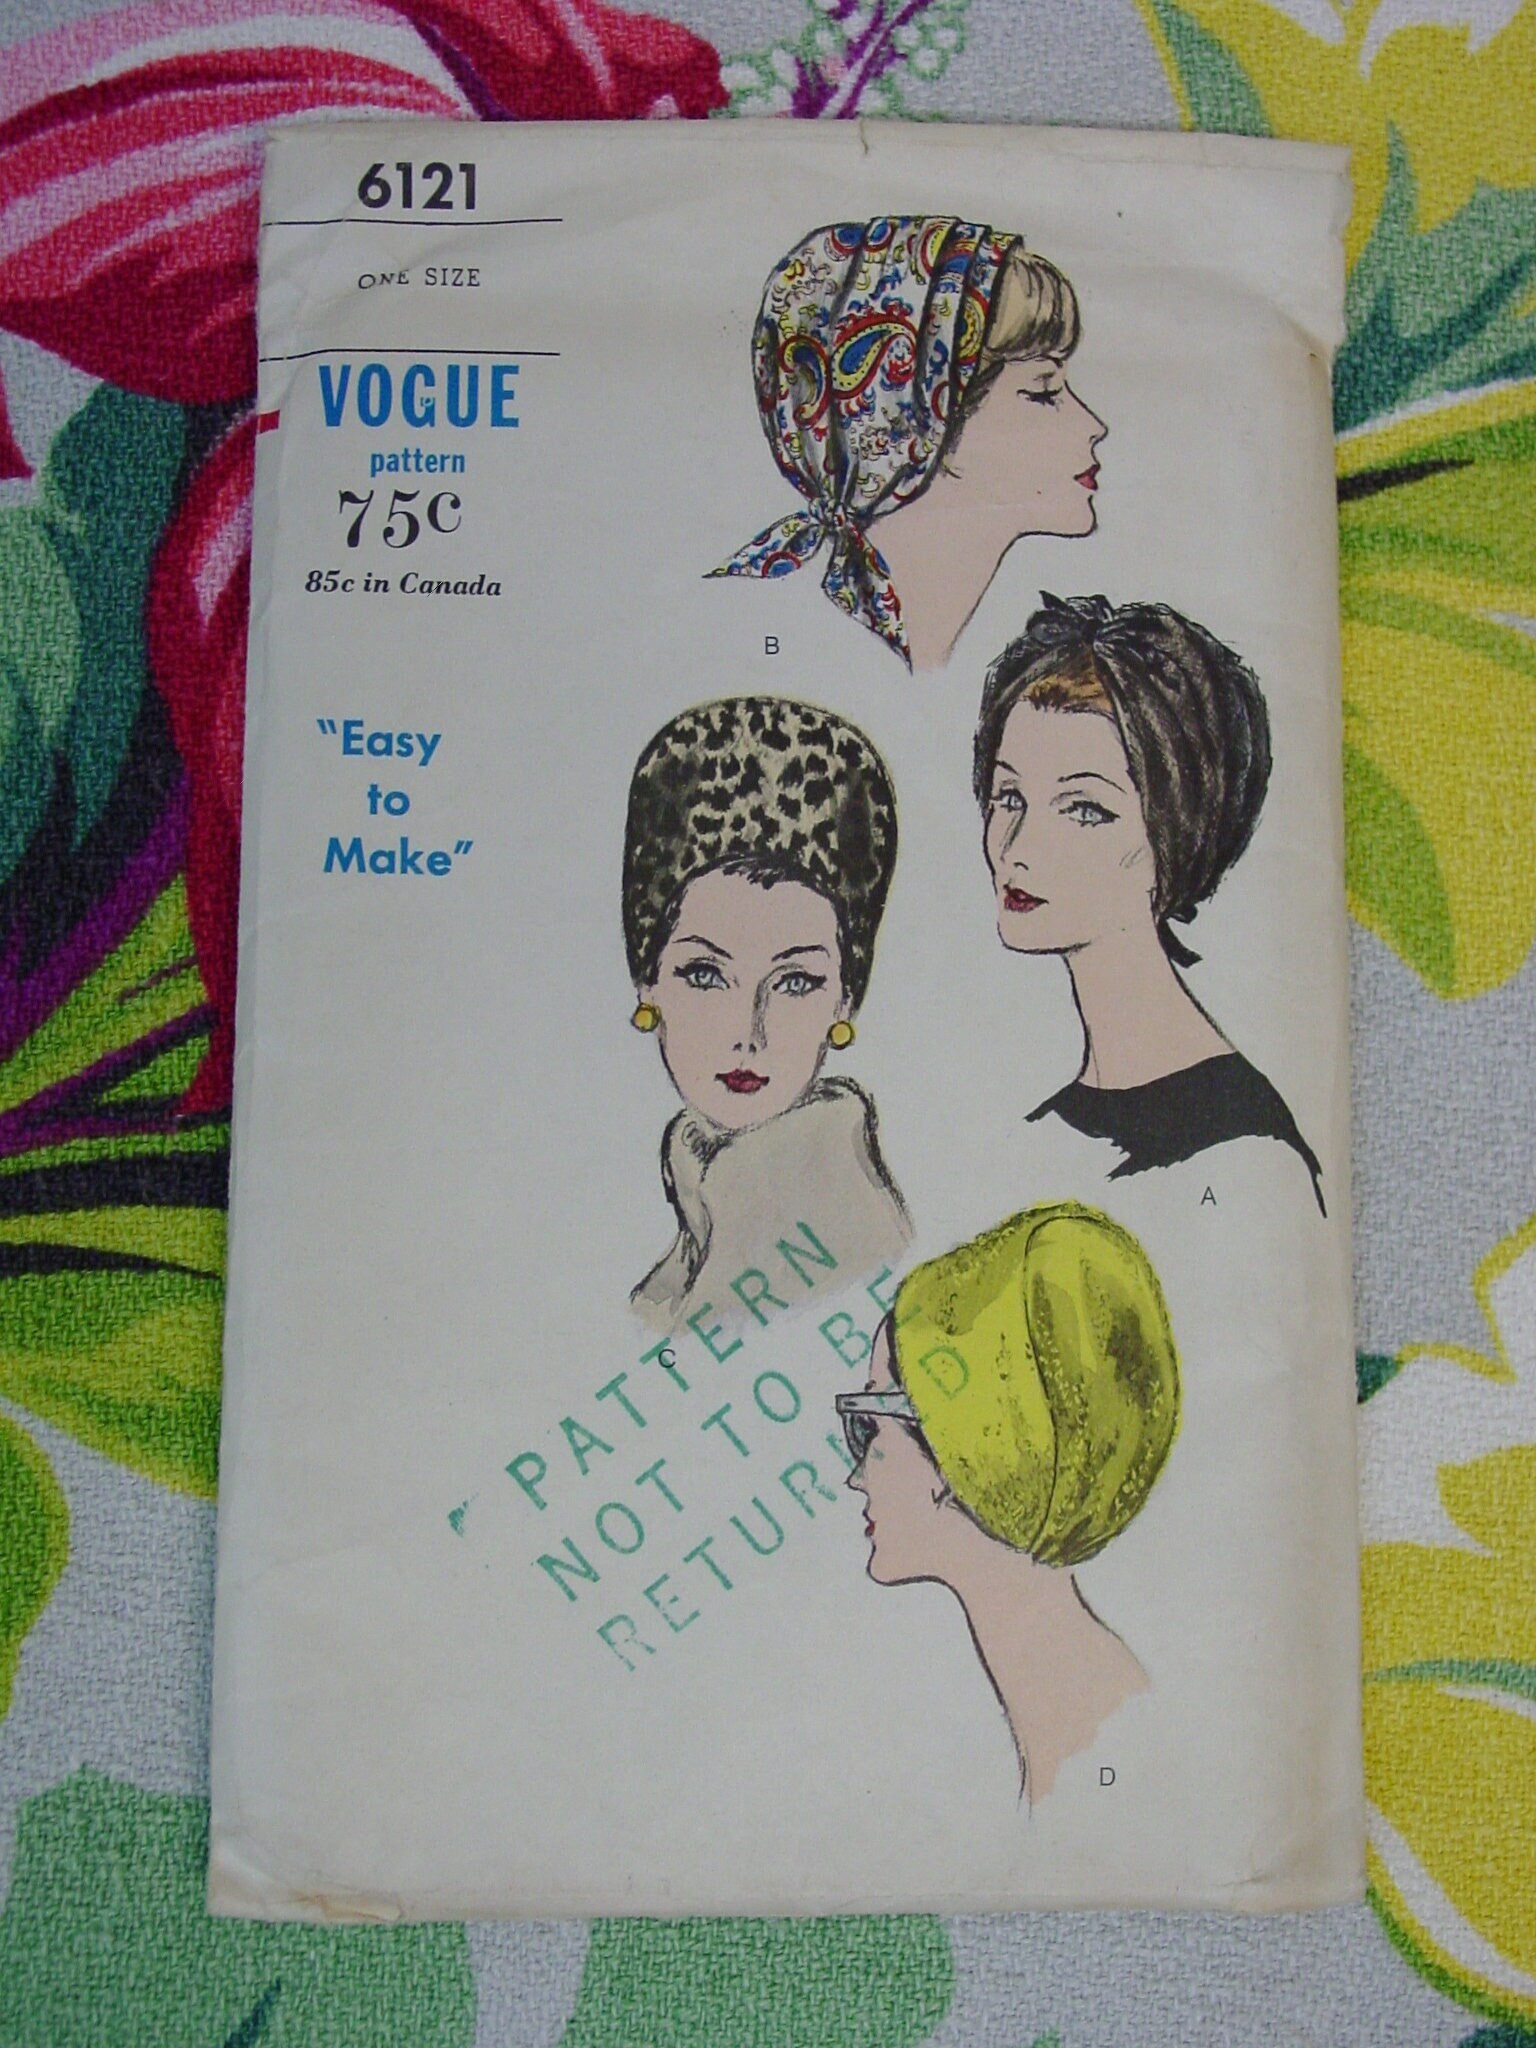 6121
ONE SIZE
VOGUE
pattern
75c
85c in Canada
"Easy
to
Make"
B
A
C
PATTERN
NOT TO BE
RETURNED
D